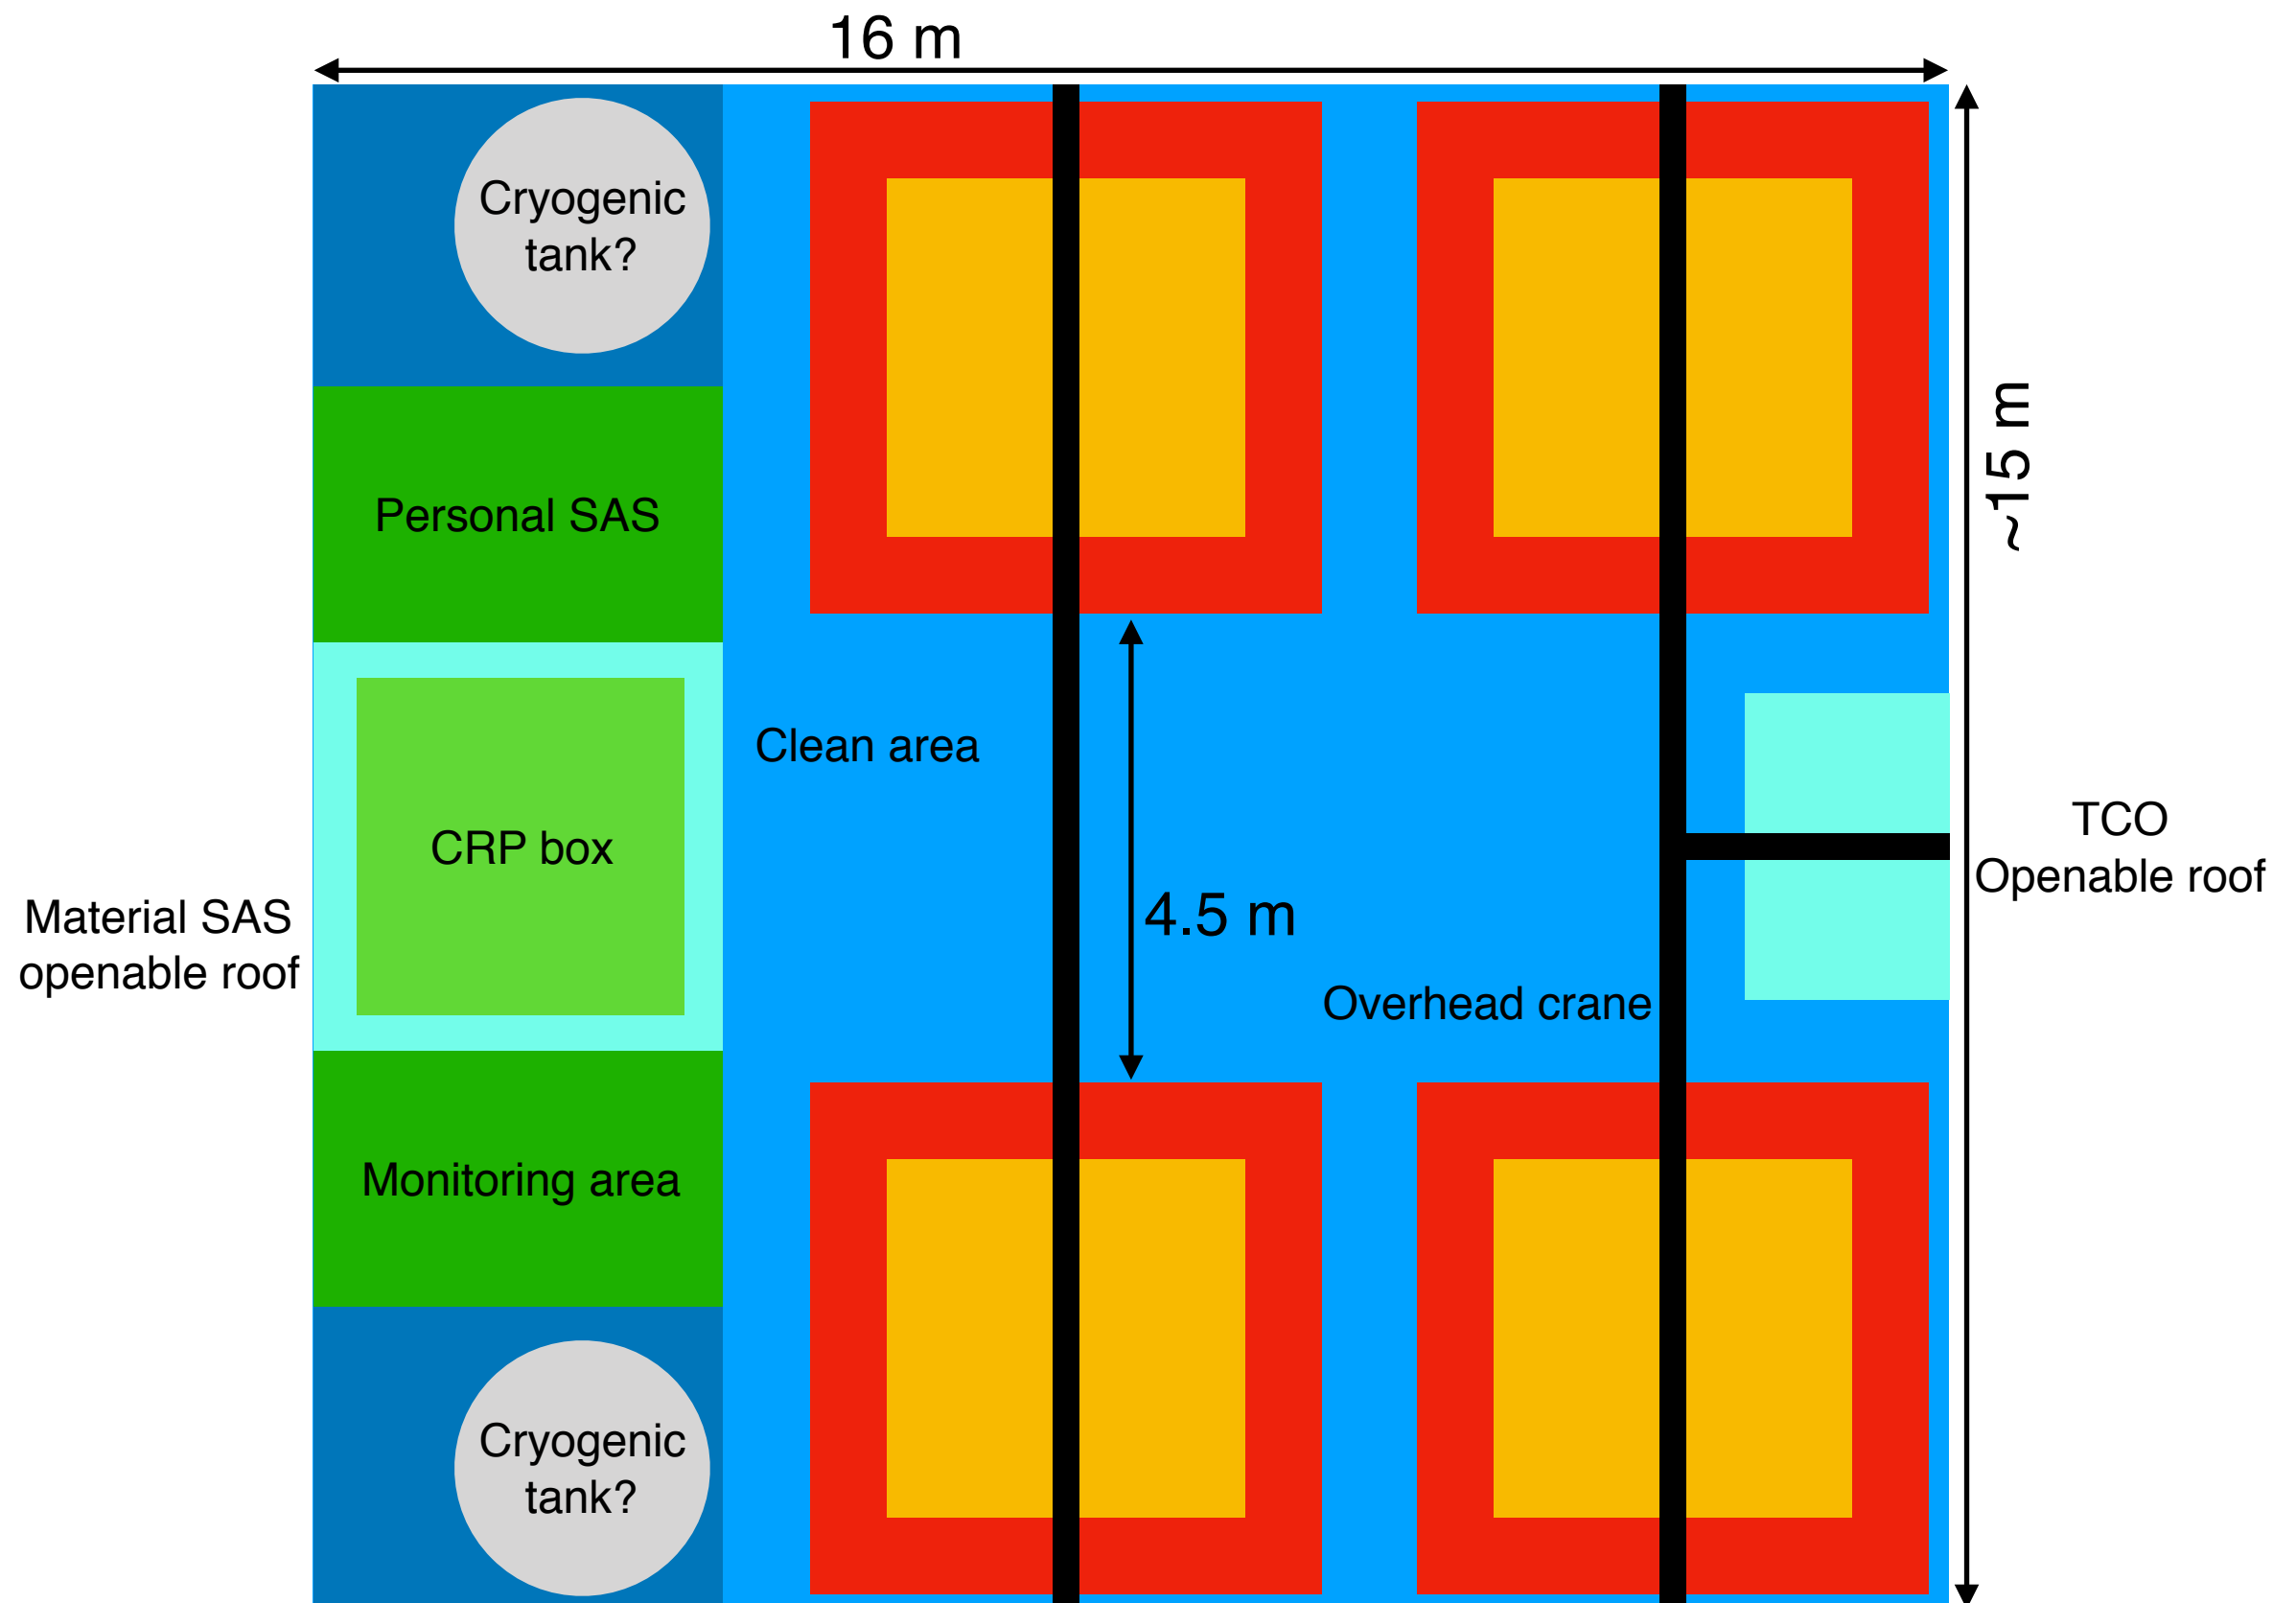 16 m
Cryogenic
tank?
~15 m
Personal SAS
Clean area
CRP box
TCO
Openable roof
Material SAS
openable roof
4.5 m
Overhead crane
Monitoring area
Cryogenic
tank?